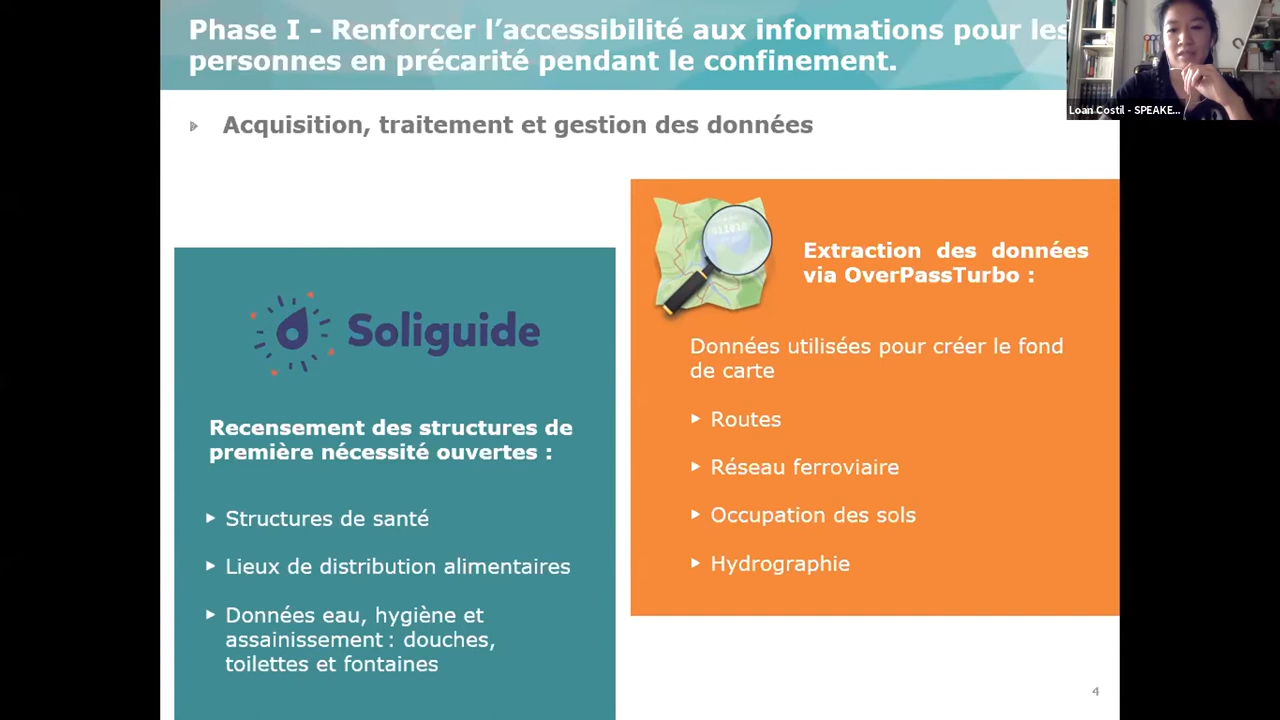 Phase I - Renforcer l’accessibilité aux informations pour les
personnes en précarité pendant le confinement.
Loan Costil - SPEAKE...
Acquisition, traitement et gestion des données
Soliguide
Recensement des structures de
première nécessité ouvertes :
Structures de santé
Lieux de distribution alimentaires
Données eau, hygiène et
assainissement : douches,
toilettes et fontaines
Extraction des données
via OverPassTurbo :
Données utilisées pour créer le fond
de carte
Routes
Réseau ferroviaire
Occupation des sols
Hydrographie
4